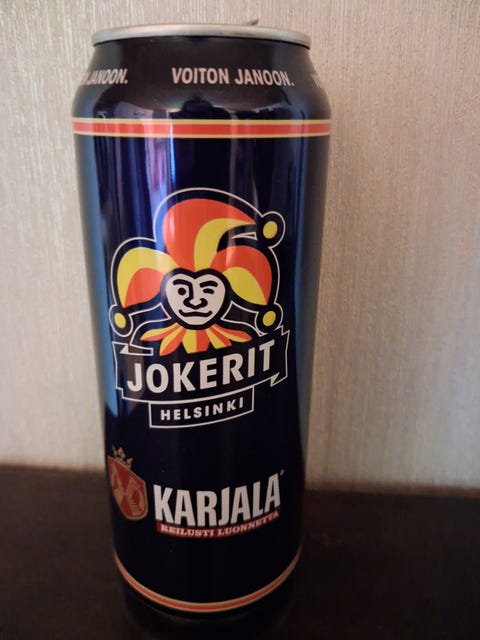 JANOON. VOITON JANOON.
JOKERIT
HELSINKI
KARJALA
REILUSTI LUONNETTA